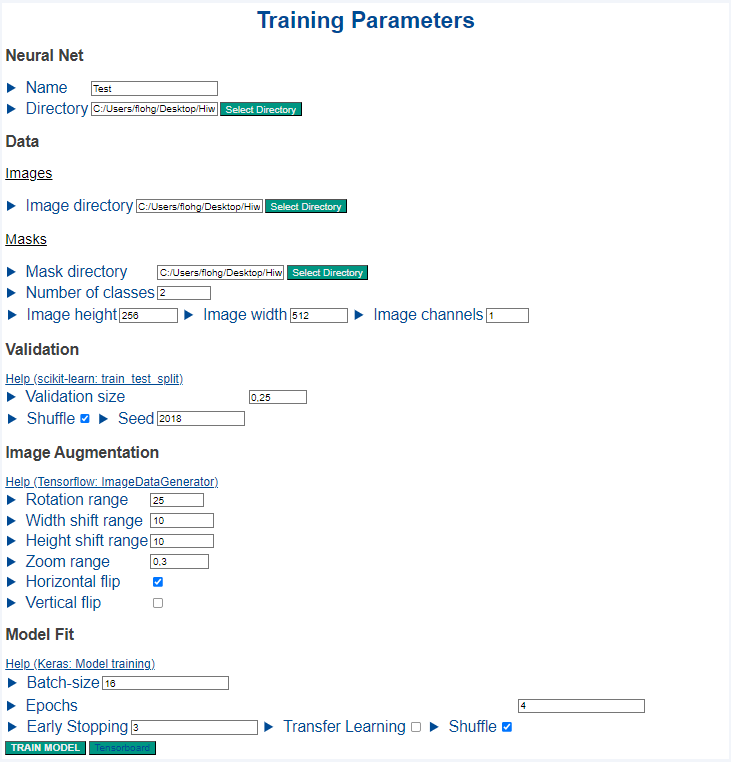 Training Parameters
Neural Net
Name Test
Directory C:/Users/flohg/Desktop/Hiw Select Directory
Data
Images
Image directory C:/Users/flohg/Desktop/Hiw Select Directory
Masks
Mask directory C:/Users/flohg/Desktop/Hiw Select Directory
Number of classes 2
Image height 256 Image width 512 Image channels 1
Validation
Help (scikit-learn: train_test_split)
Validation size 0,25
Shuffle Seed 2018
Image Augmentation
Help (Tensorflow: ImageDataGenerator)
Rotation range 25
Width shift range 10
Height shift range 10
Zoom range 0,3
Horizontal flip
Vertical flip
Model Fit
Help (Keras: Model training)
Batch-size 16
Epochs 4
Early Stopping 3 Transfer Learning Shuffle
TRAIN MODEL Tensorboard